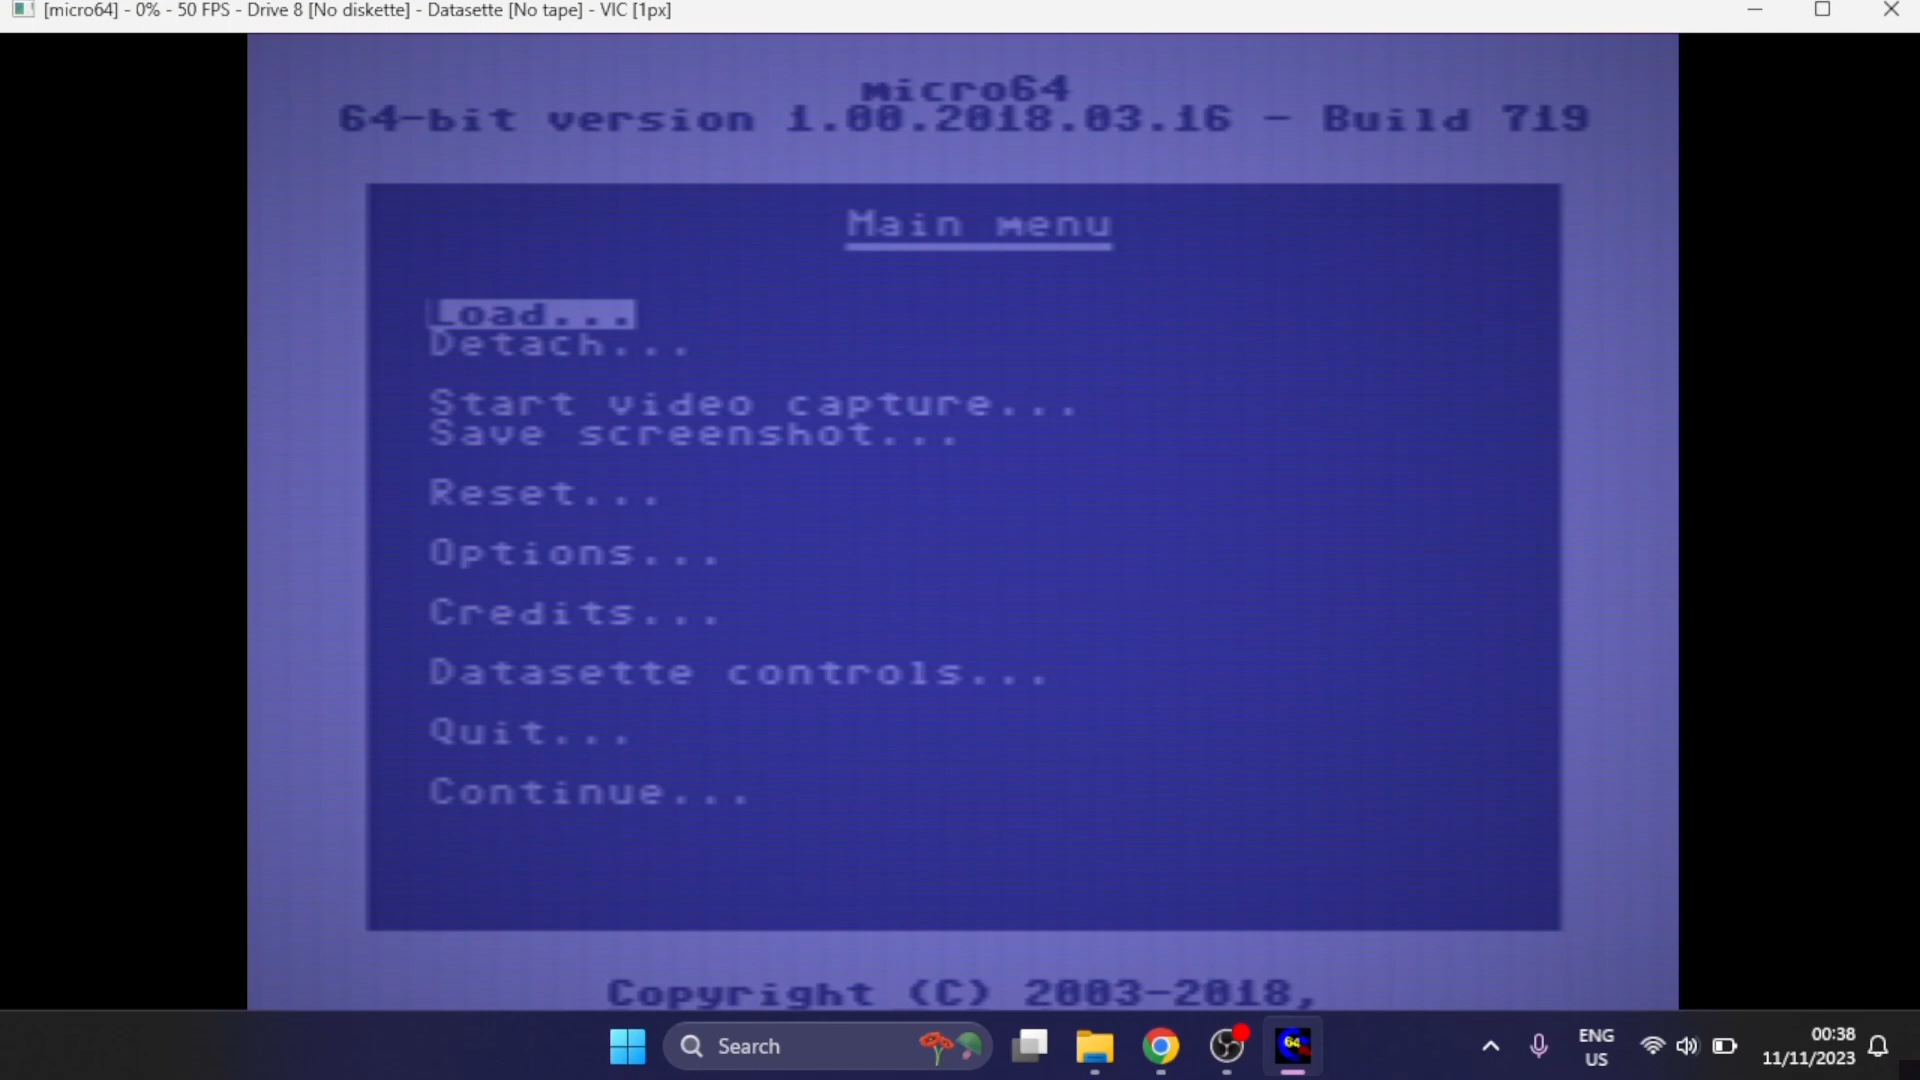 [micro64] - 0% - 50 FPS - Drive 8 [No diskette] - Datasette [No tape] - VIC [1px]
micro64
64-bit version 1.00.2018.03.16 - Build 719
Main menu
Load...
Detach...
Start video capture...
Save screenshot...
Reset...
Options...
Credits...
Datasette controls...
Quit...
Continue...
Copyright (C) 2003-2018,
Search
64
ENG
US
00:38
11/11/2023